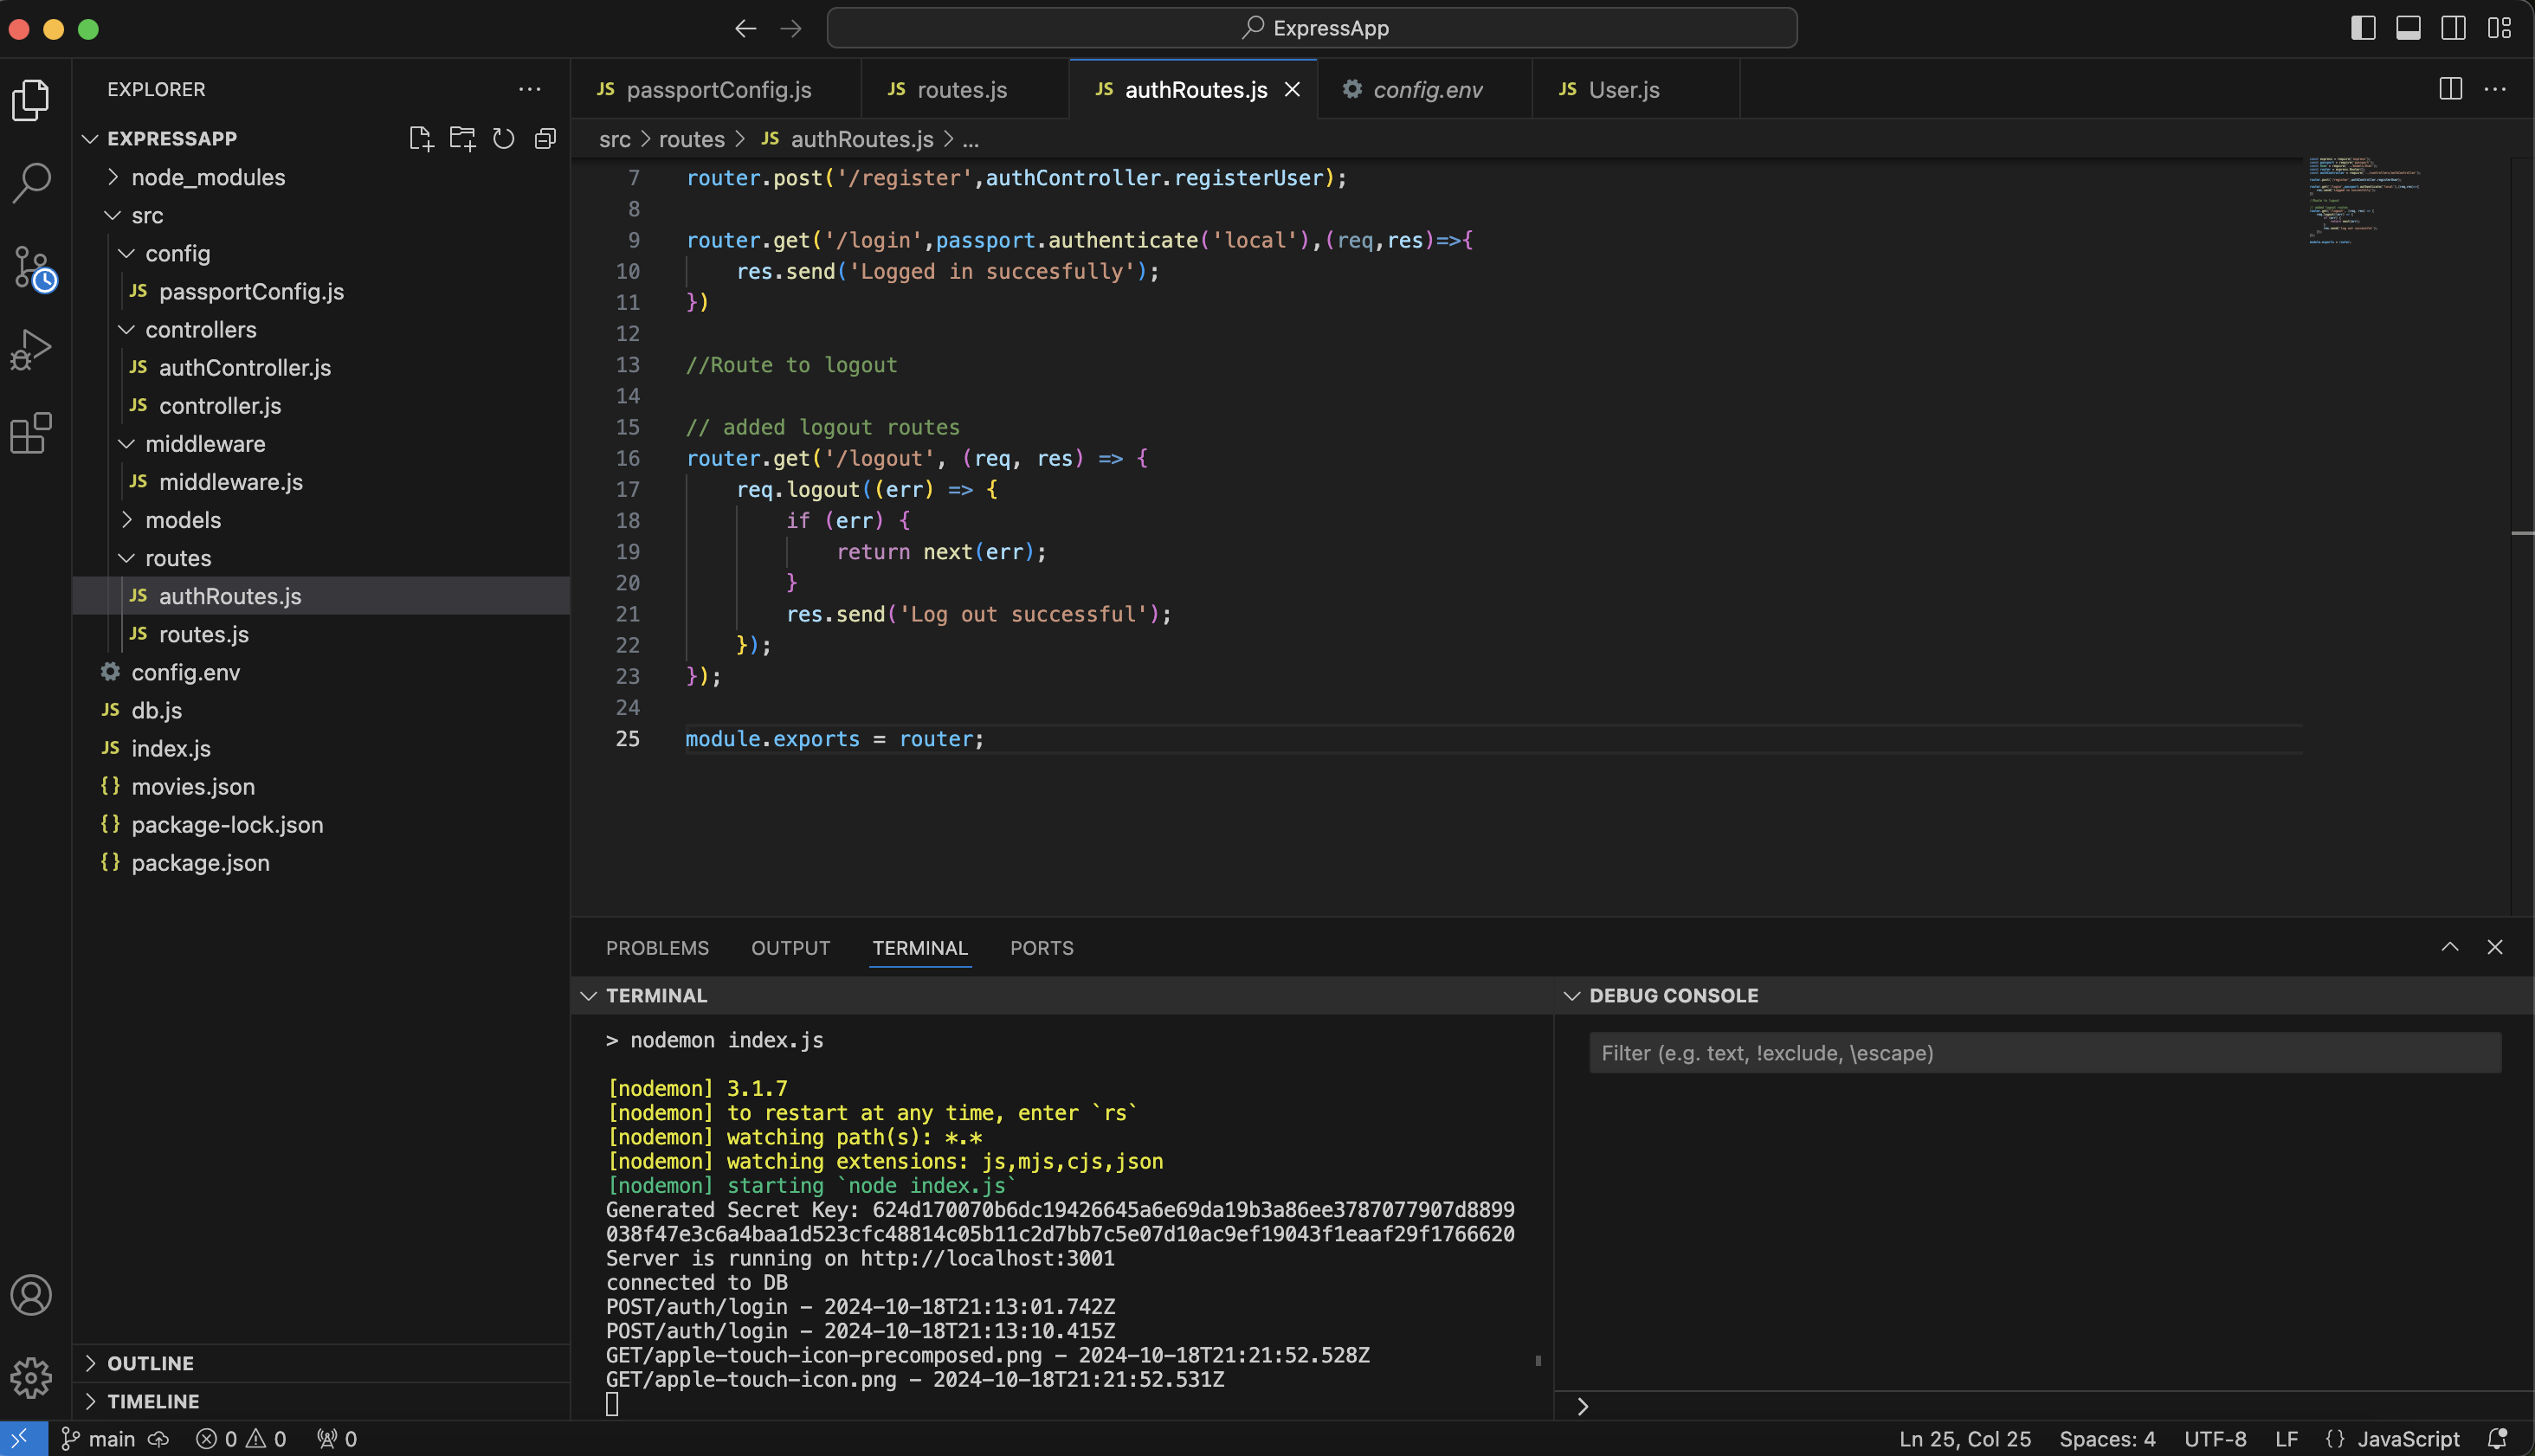 ExpressApp
EXPLORER
EXPRESSAPP
node_modules
src
config
JS passportConfig.js
controllers
JS authController.js
JS controller.js
middleware
JS middleware.js
models
routes
JS authRoutes.js
JS routes.js
config.env
JS db.js
JS index.js
{} movies.json
{} package-lock.json
{} package.json
OUTLINE
TIMELINE
JS passportConfig.js JS routes.js JS authRoutes.js config.env JS User.js
src > routes > JS authRoutes.js > ...
7 router.post('/register',authController.registerUser);
8
9 router.get('/login',passport.authenticate('local'),(req,res)=>{
10     res.send('Logged in succesfully');
11 })
12
13 //Route to logout
14
15 // added logout routes
16 router.get('/logout', (req, res) => {
17     req.logout((err) => {
18         if (err) {
19             return next(err);
20         }
21         res.send('Log out successful');
22     });
23 });
24
25 module.exports = router;
PROBLEMS OUTPUT TERMINAL PORTS
TERMINAL
> nodemon index.js
[nodemon] 3.1.7
[nodemon] to restart at any time, enter `rs`
[nodemon] watching path(s): *.*
[nodemon] watching extensions: js,mjs,cjs,json
[nodemon] starting `node index.js`
Generated Secret Key: 624d170070b6dc19426645a6e69da19b3a86ee3787077907d8899
038f47e3c6a4baa1d523cfc48814c05b11c2d7bb7c5e07d10ac9ef19043f1eaaf29f1766620
Server is running on http://localhost:3001
connected to DB
POST/auth/login - 2024-10-18T21:13:01.742Z
POST/auth/login - 2024-10-18T21:13:10.415Z
GET/apple-touch-icon-precomposed.png - 2024-10-18T21:21:52.528Z
GET/apple-touch-icon.png - 2024-10-18T21:21:52.531Z
DEBUG CONSOLE
Filter (e.g. text, !exclude, \escape)
main 0 0 0
Ln 25, Col 25 Spaces: 4 UTF-8 LF {} JavaScript